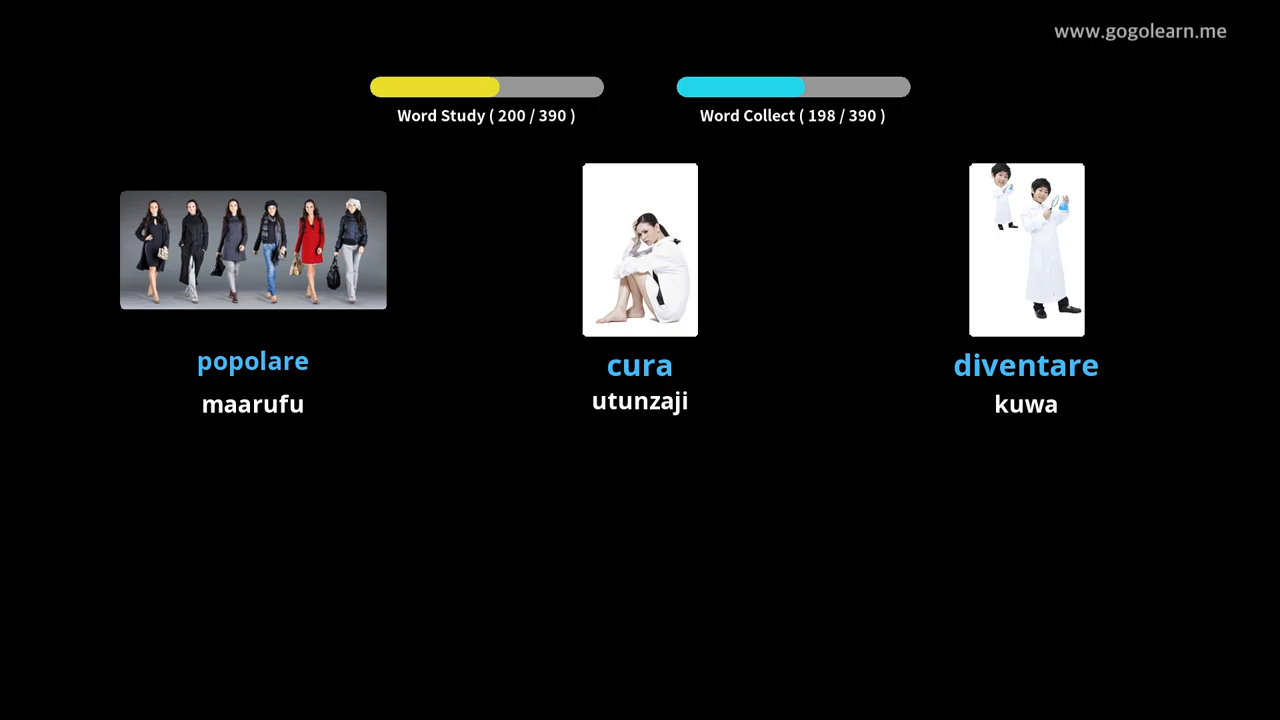 www.gogolearn.me
Word Study ( 200 / 390 )
Word Collect ( 198 / 390 )
popolare
maarufu
cura
utunzaji
diventare
kuwa